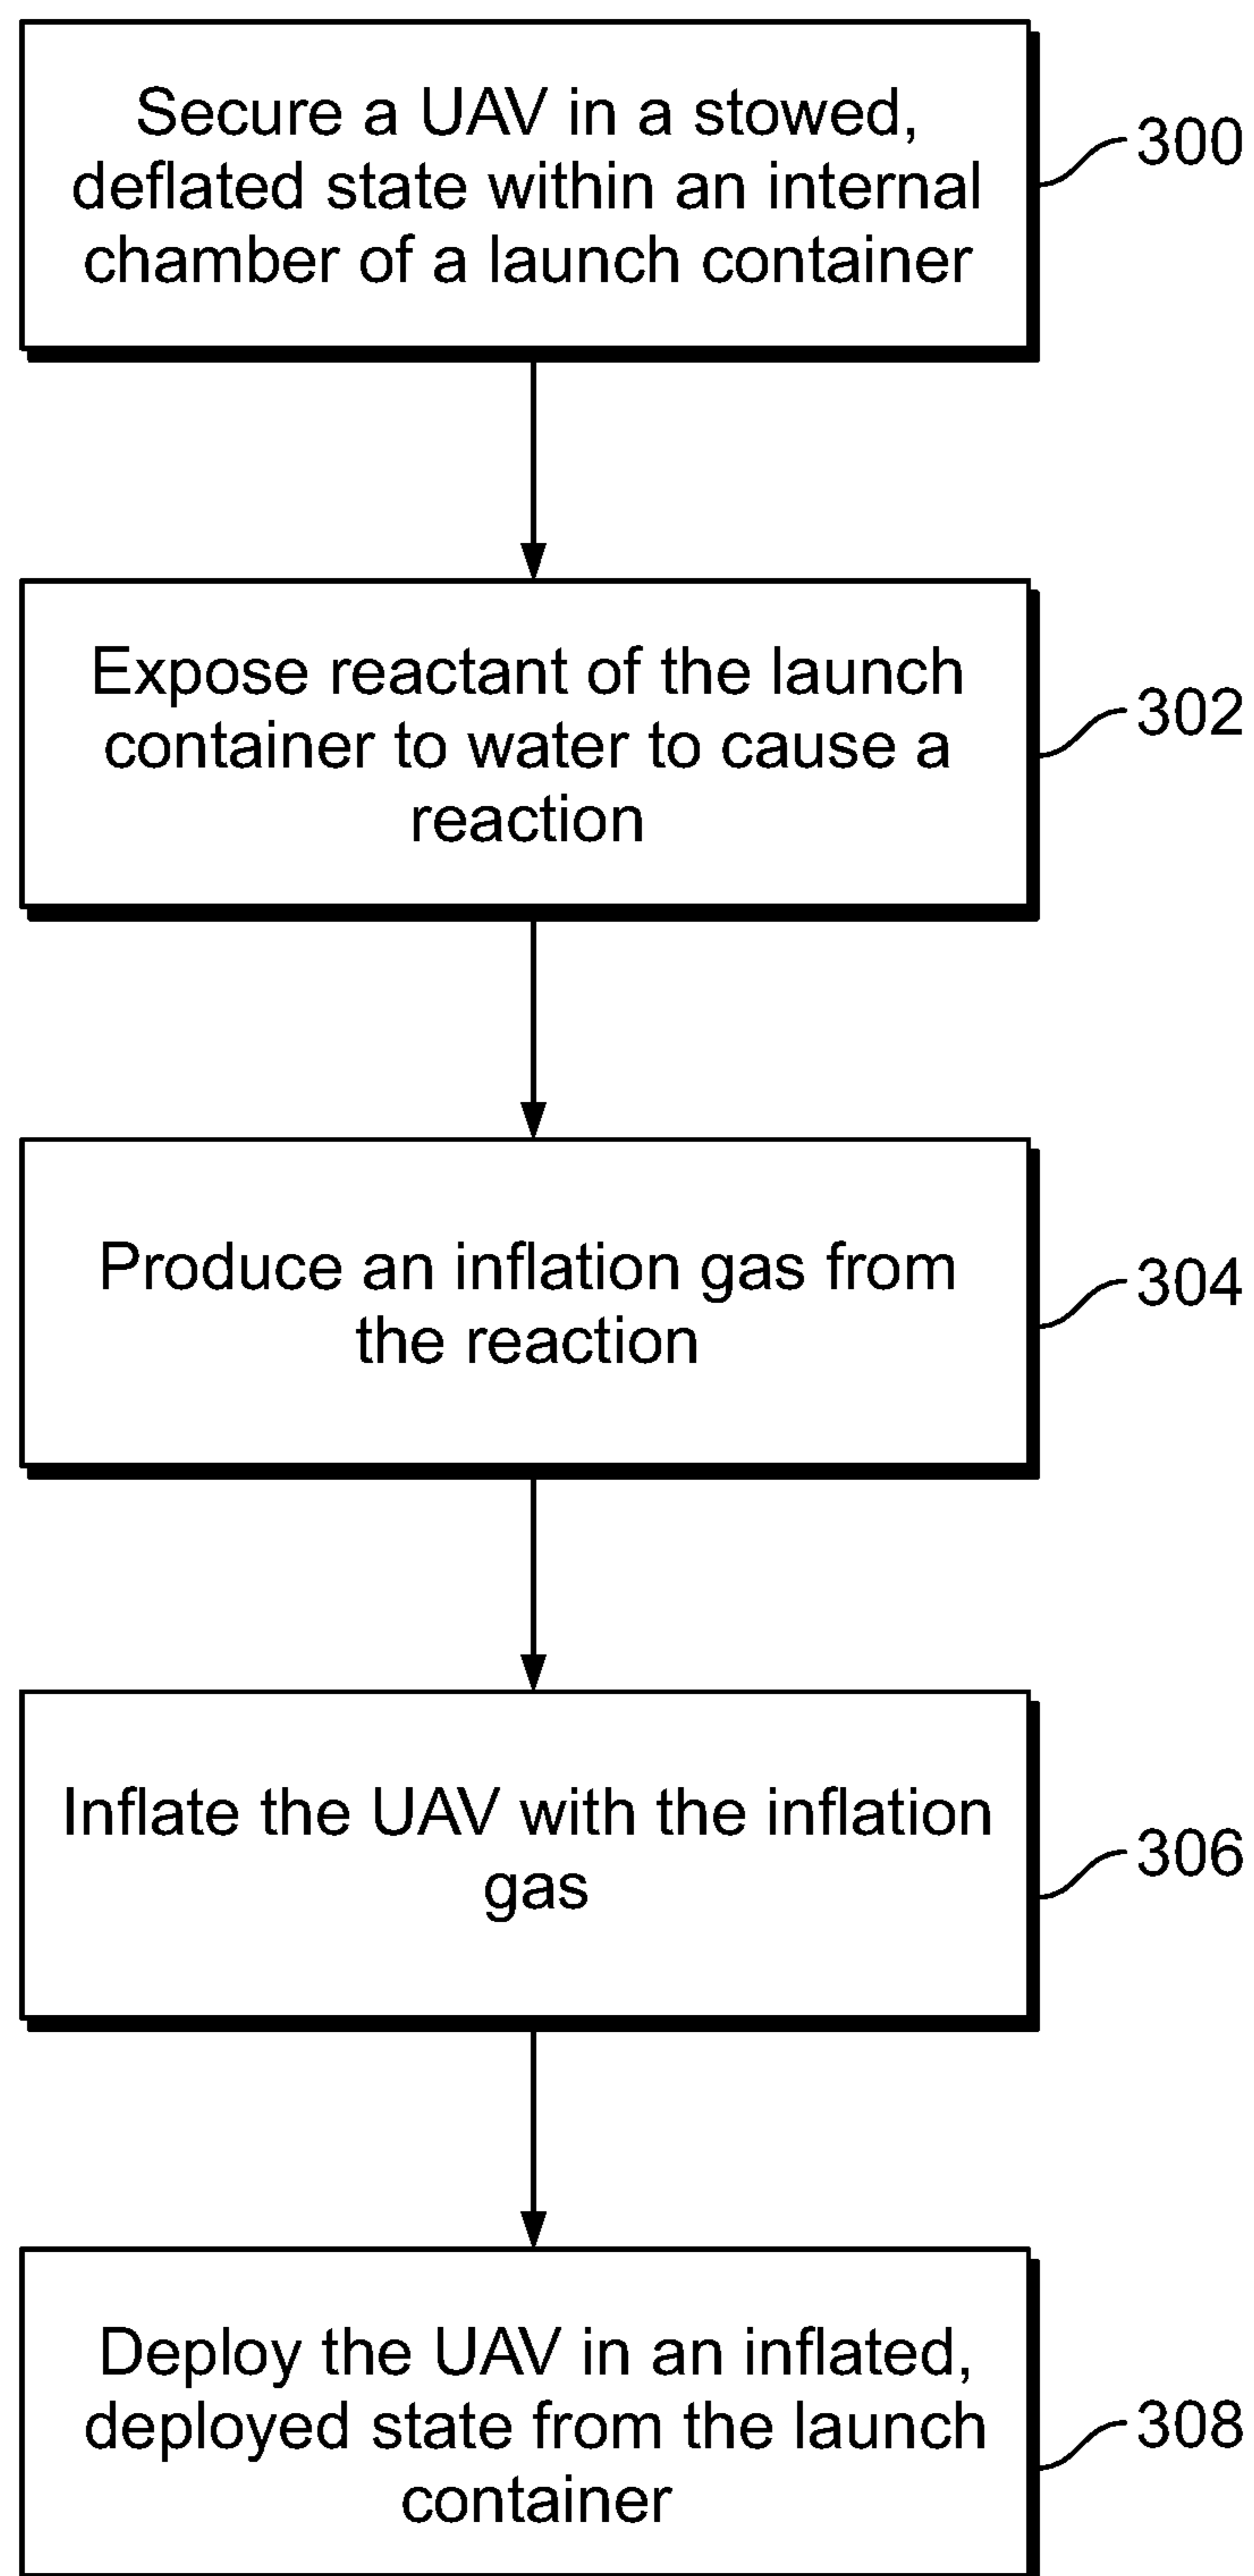 Secure a UAV in a stowed,
deflated state within an internal
chamber of a launch container
300
Expose reactant of the launch
container to water to cause a
reaction
302
Produce an inflation gas from
the reaction
304
Inflate the UAV with the inflation
gas
306
Deploy the UAV in an inflated,
deployed state from the launch
container
308